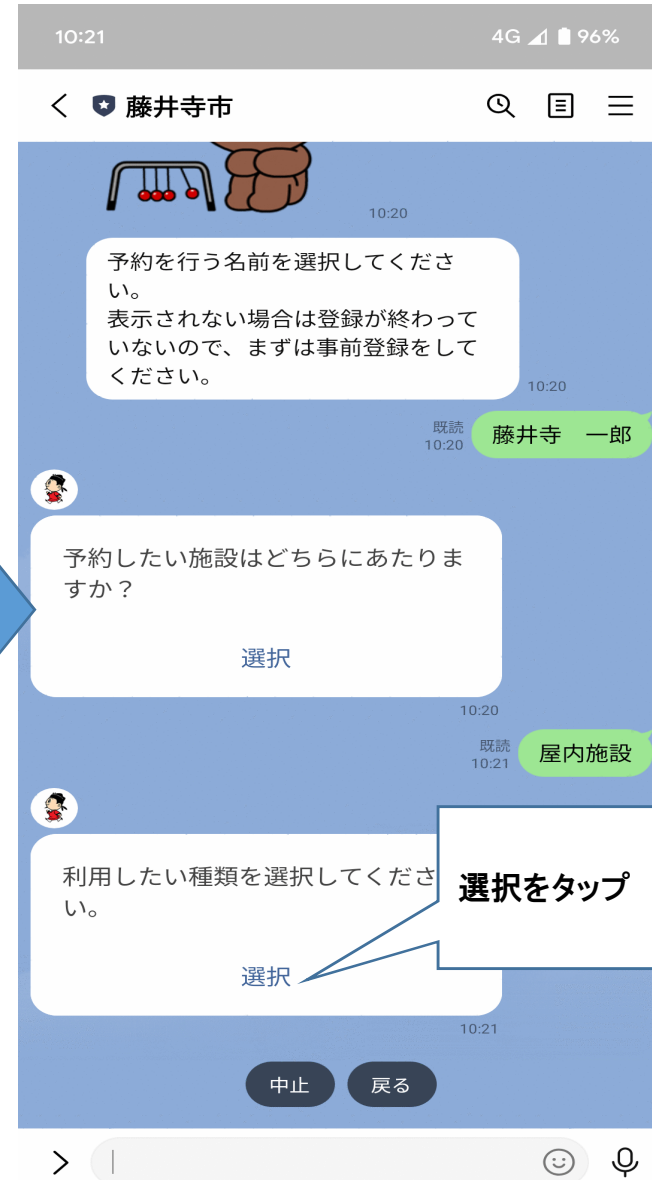 10:21
4G 96%
藤井寺市
10:20
予約を行う名前を選択してくださ
い。
表示されない場合は登録が終わって
いないので、まずは事前登録をして
ください。
10:20
既読
10:20
藤井寺　一郎
予約したい施設はどちらにあたりま
すか？
選択
10:20
既読
10:21
屋内施設
利用したい種類を選択してくださ
い。
選択をタップ
選択
10:21
中止
戻る